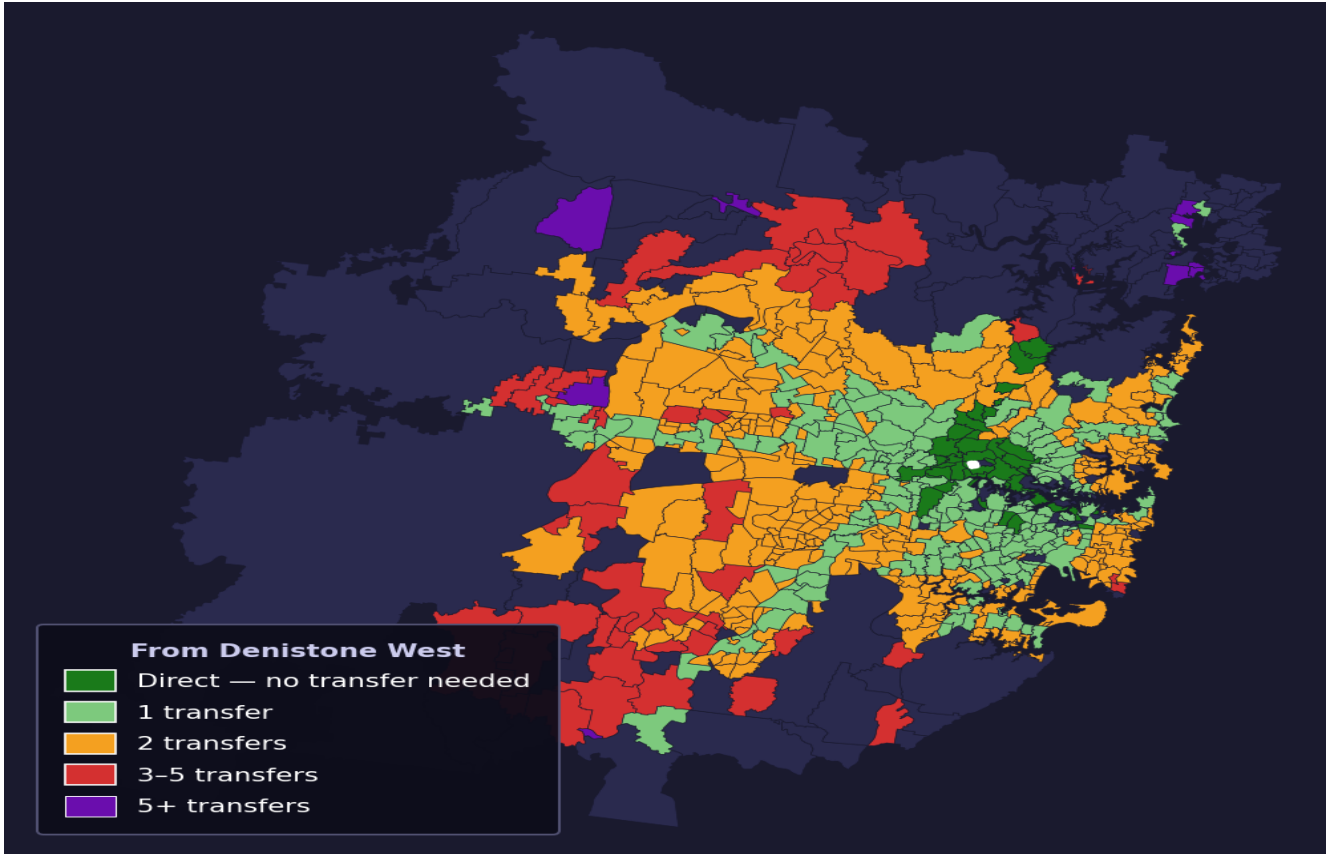 From Denistone West
Direct — no transfer needed
1 transfer
2 transfers
3–5 transfers
5+ transfers